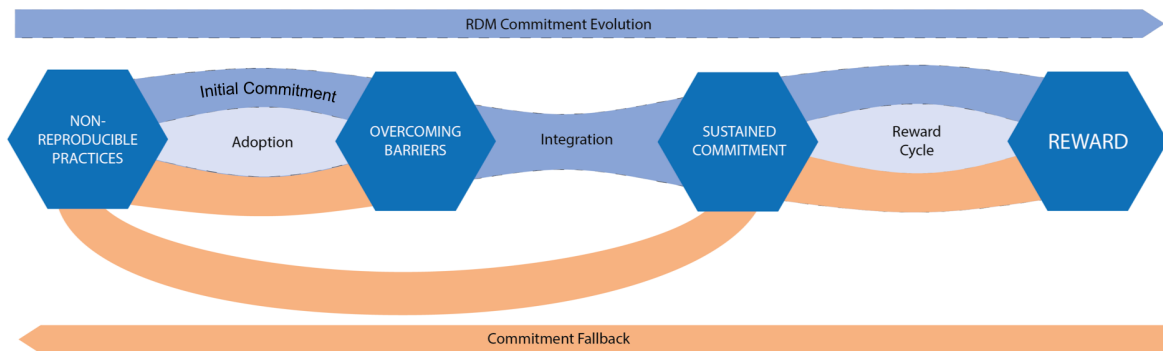 RDM Commitment Evolution
Initial Commitment
NON-
REPRODUCIBLE
PRACTICES
Adoption
OVERCOMING
BARRIERS
Integration
SUSTAINED
COMMITMENT
Reward
Cycle
REWARD
Commitment Fallback